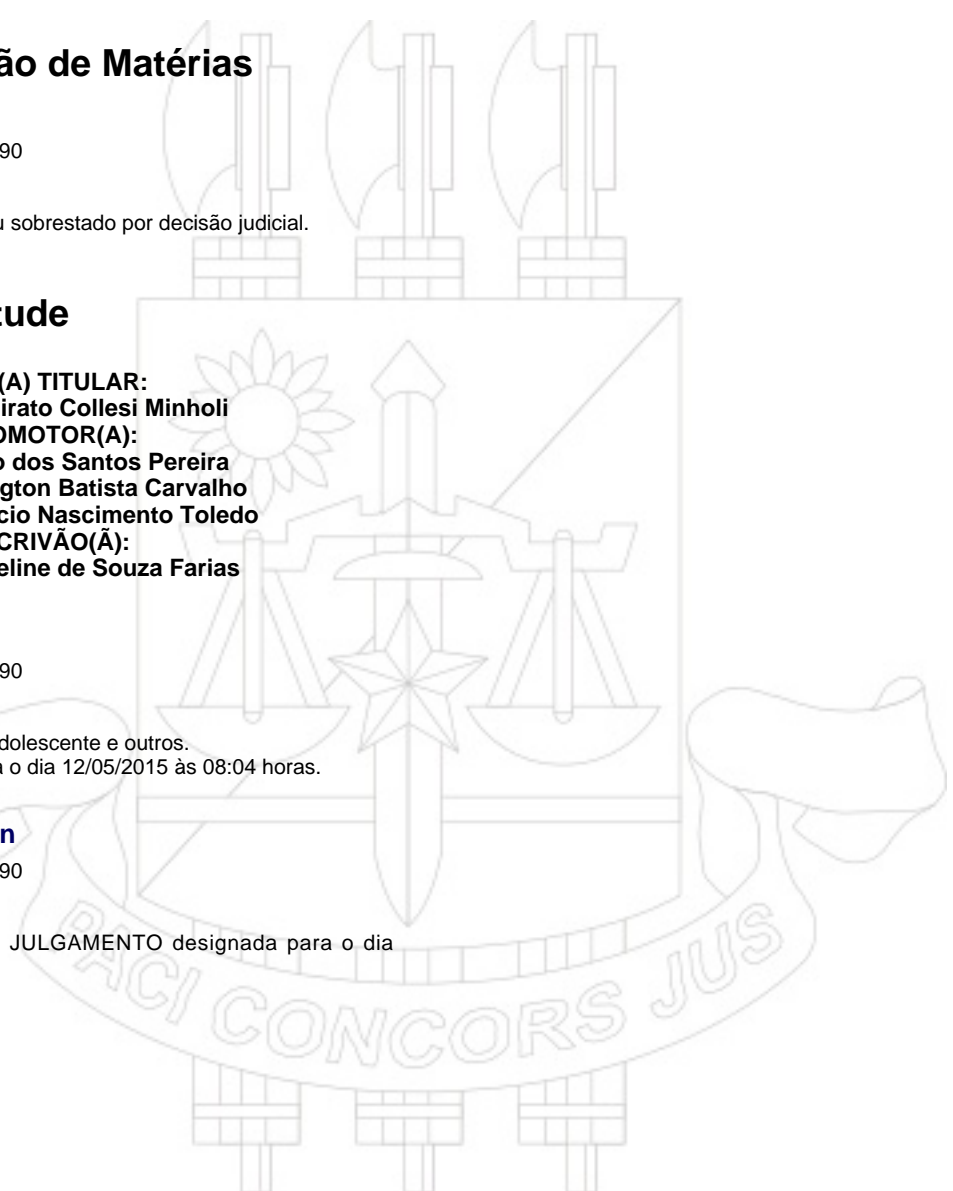 ão de Matérias
90
u sobrestado por decisão judicial.
tude
(A) TITULAR:
irato Collesi Minholi
OMOTOR(A):
o dos Santos Pereira
gton Batista Carvalho
cio Nascimento Toledo
CRIVÃO(Ã):
eline de Souza Farias
90
dolescente e outros.
a o dia 12/05/2015 às 08:04 horas.
n
90
JULGAMENTO designada para o dia
PACI CONCORS JUS